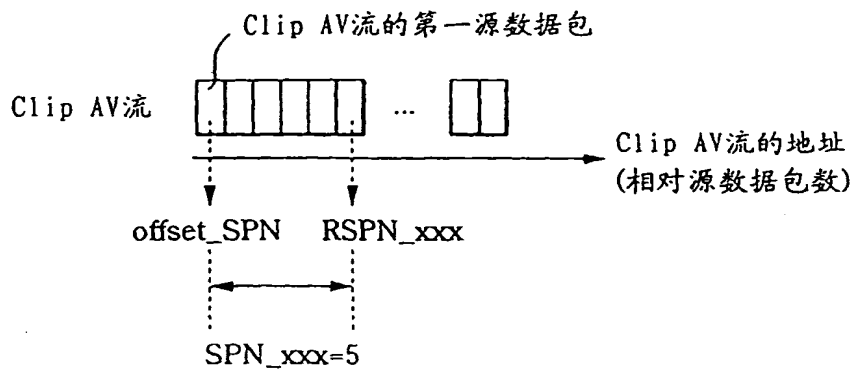 Clip AV流的第一源数据包
Clip AV流
...
Clip AV流的地址
(相对源数据包数)
offset_SPN
RSPN_xxx
SPN_xxx=5